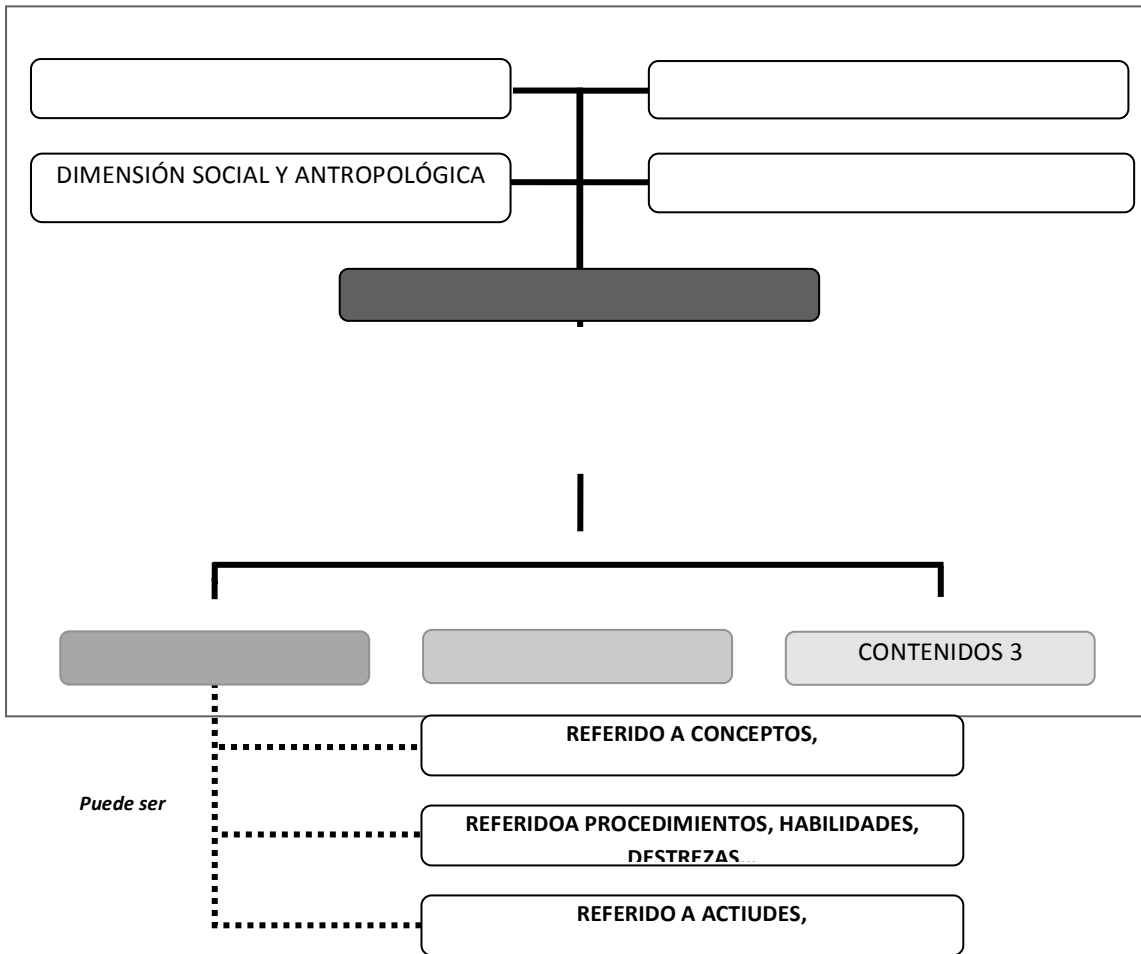 DIMENSIÓN SOCIAL Y ANTROPOLÓGICA
CONTENIDOS 3
REFERIDO A CONCEPTOS,
Puede ser
REFERIDOA PROCEDIMIENTOS, HABILIDADES,
DESTREZAS...
REFERIDO A ACTIUDES,